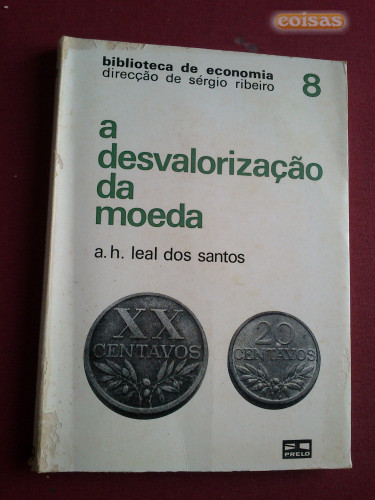 coisas
biblioteca de economia
direcção de sérgio ribeiro
8
a
desvalorização
da
moeda
a. h. leal dos santos
XX
CENTAVOS
20
CENTAVOS
PRELO